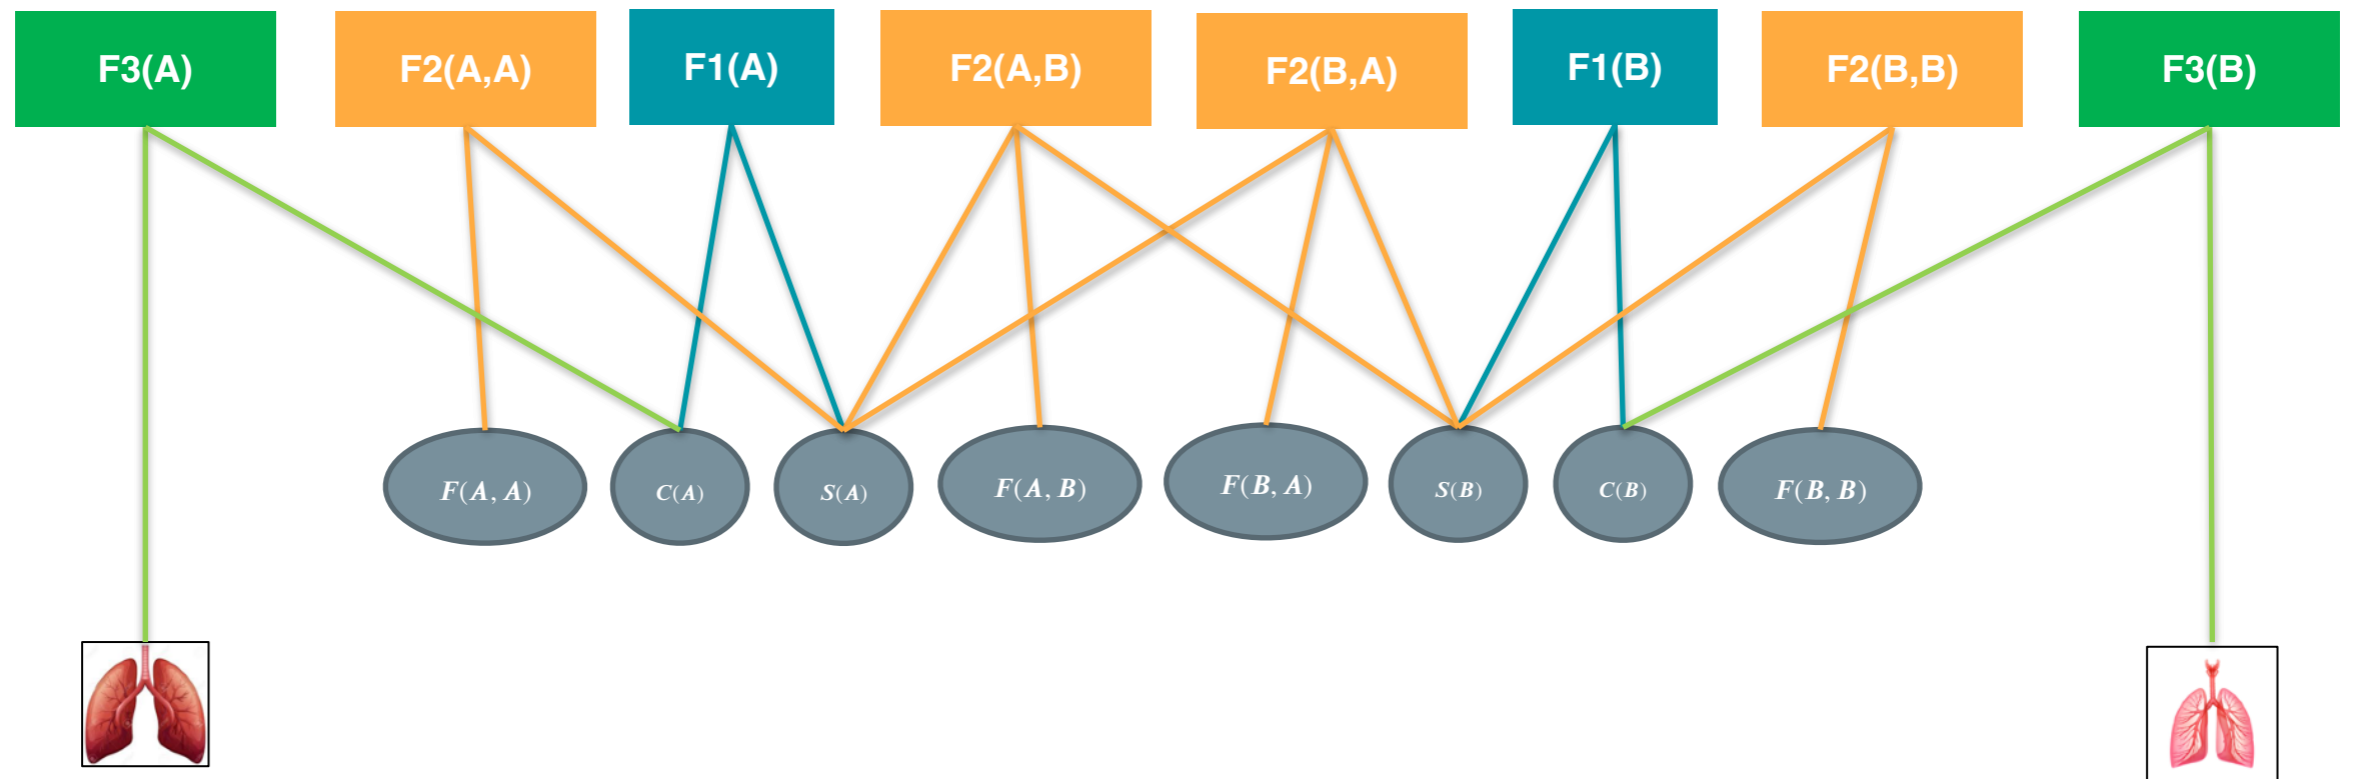 F3(A)
F2(A,A)
F1(A)
F2(A,B)
F2(B,A)
F1(B)
F2(B,B)
F3(B)
F(A, A)
C(A)
S(A)
F(A, B)
F(B, A)
S(B)
C(B)
F(B, B)